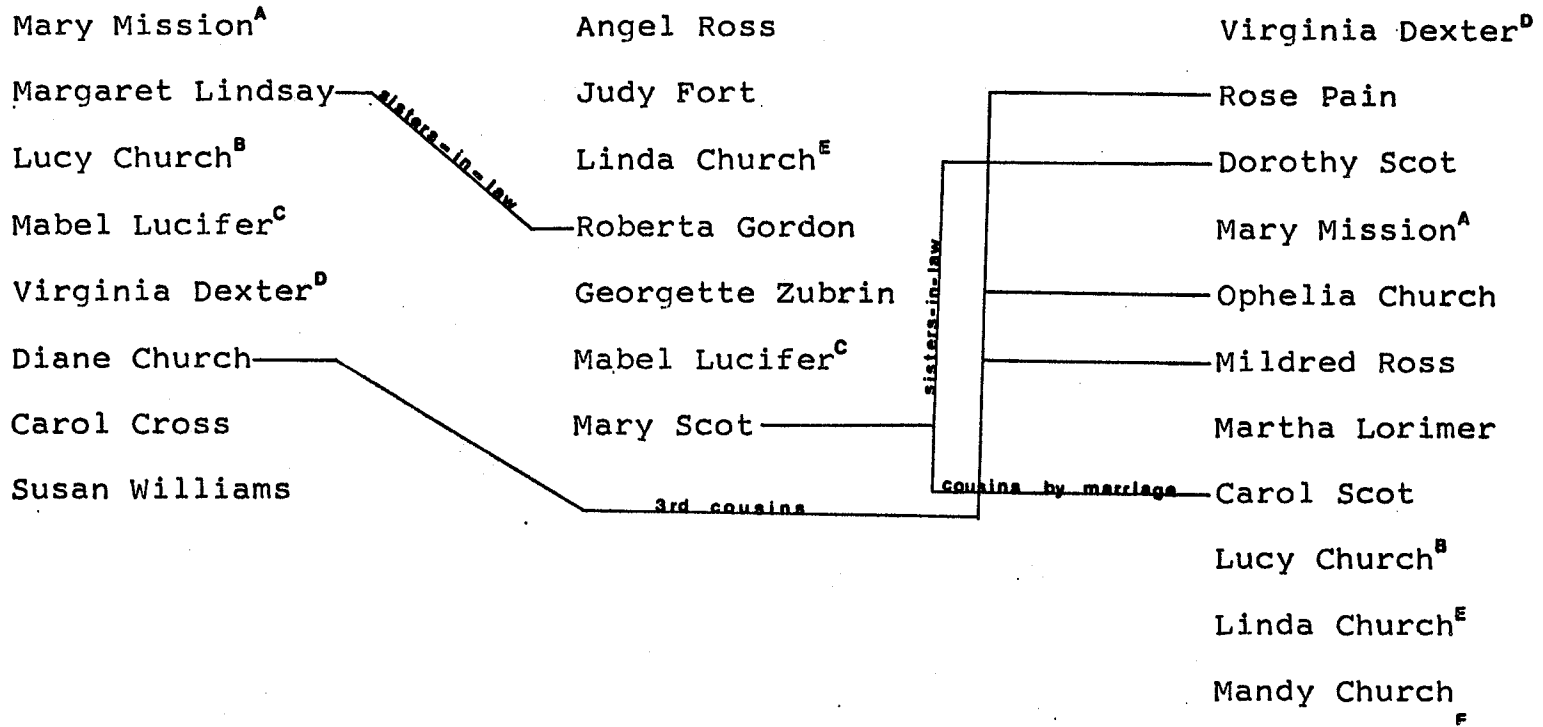 Mary Mission^A Angel Ross Virginia Dexter^D
Margaret Lindsay Judy Fort Rose Pain
sisters-in-law
Lucy Church^B Linda Church^E Dorothy Scot
Mabel Lucifer^C Roberta Gordon Mary Mission^A
sisters-in-law
Virginia Dexter^D Georgette Zubrin Ophelia Church
Diane Church Mabel Lucifer^C Mildred Ross
Carol Cross Mary Scot Martha Lorimer
Susan Williams cousins by marriage Carol Scot
3rd cousins
Lucy Church^B
Linda Church^E
Mandy Church
F